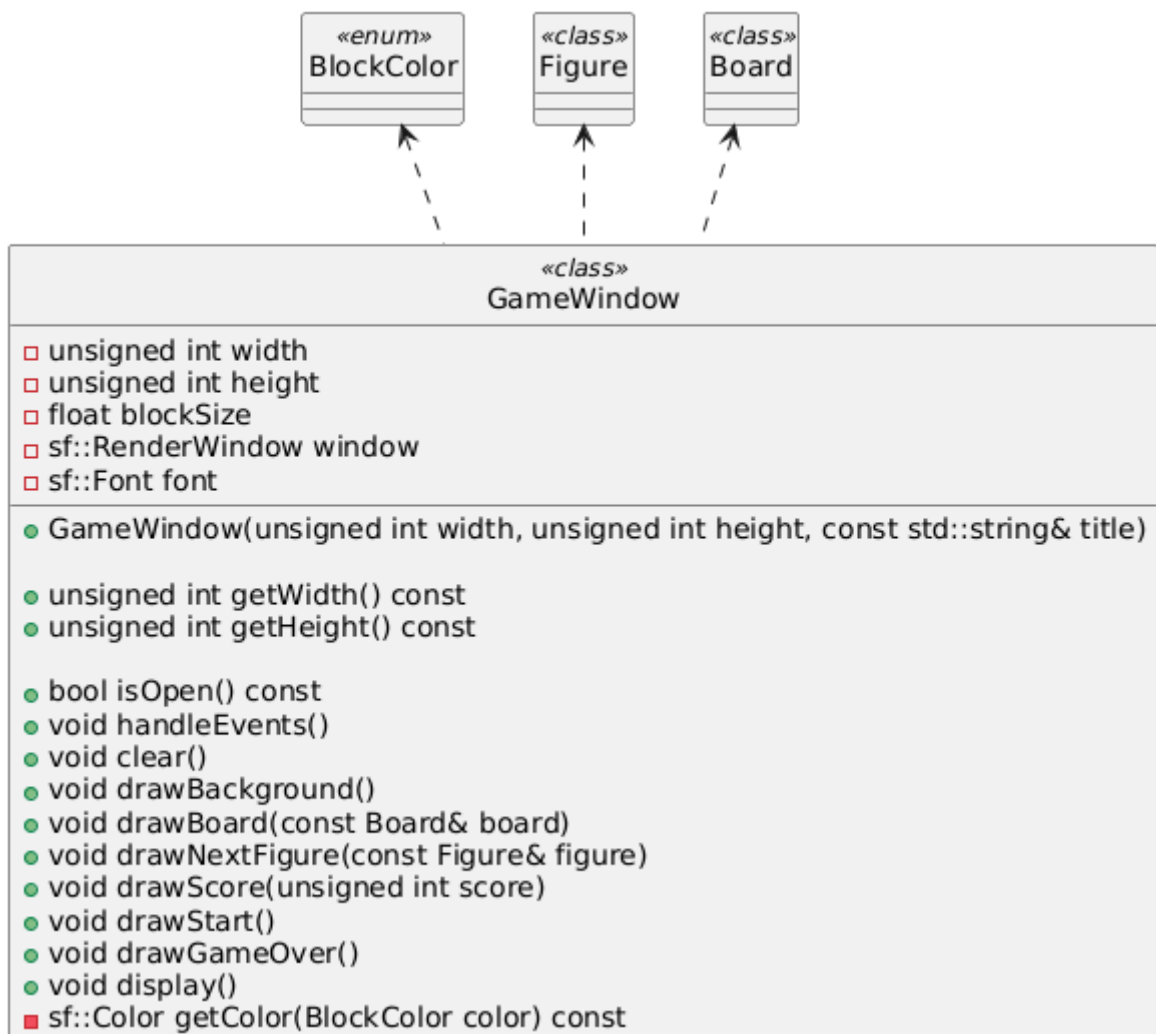 «enum»
BlockColor
«class»
Figure
«class»
Board
«class»
GameWindow
unsigned int width
unsigned int height
float blockSize
sf::RenderWindow window
sf::Font font
GameWindow(unsigned int width, unsigned int height, const std::string& title)
unsigned int getWidth() const
unsigned int getHeight() const
bool isOpen() const
void handleEvents()
void clear()
void drawBackground()
void drawBoard(const Board& board)
void drawNextFigure(const Figure& figure)
void drawScore(unsigned int score)
void drawStart()
void drawGameOver()
void display()
sf::Color getColor(BlockColor color) const